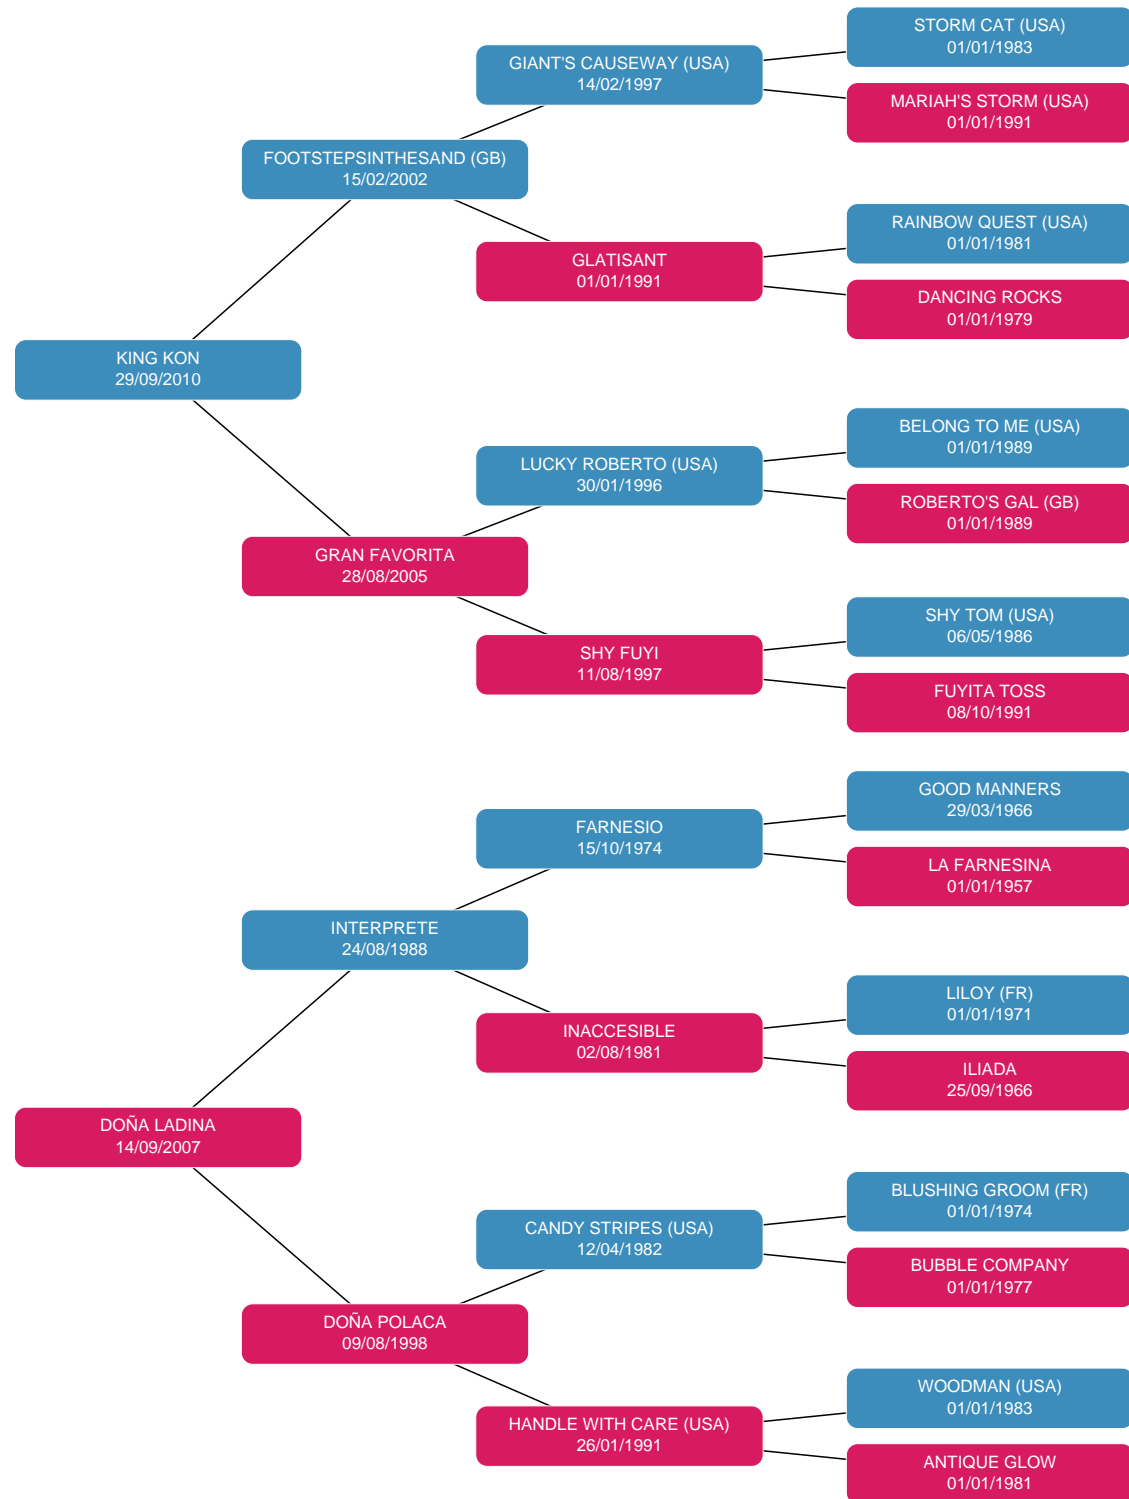 STORM CAT (USA)
01/01/1983
GIANT'S CAUSEWAY (USA)
14/02/1997
MARIAH'S STORM (USA)
01/01/1991
FOOTSTEPSINTHESAND (GB)
15/02/2002
RAINBOW QUEST (USA)
01/01/1981
GLATISANT
01/01/1991
DANCING ROCKS
01/01/1979
KING KON
29/09/2010
BELONG TO ME (USA)
01/01/1989
LUCKY ROBERTO (USA)
30/01/1996
ROBERTO'S GAL (GB)
01/01/1989
GRAN FAVORITA
28/08/2005
SHY TOM (USA)
06/05/1986
SHY FUYI
11/08/1997
FUYITA TOSS
08/10/1991
GOOD MANNERS
29/03/1966
FARNESIO
15/10/1974
LA FARNESINA
01/01/1957
INTERPRETE
24/08/1988
LILOY (FR)
01/01/1971
INACCESIBLE
02/08/1981
ILIADA
25/09/1966
DOÑA LADINA
14/09/2007
BLUSHING GROOM (FR)
01/01/1974
CANDY STRIPES (USA)
12/04/1982
BUBBLE COMPANY
01/01/1977
DOÑA POLACA
09/08/1998
WOODMAN (USA)
01/01/1983
HANDLE WITH CARE (USA)
26/01/1991
ANTIQUE GLOW
01/01/1981